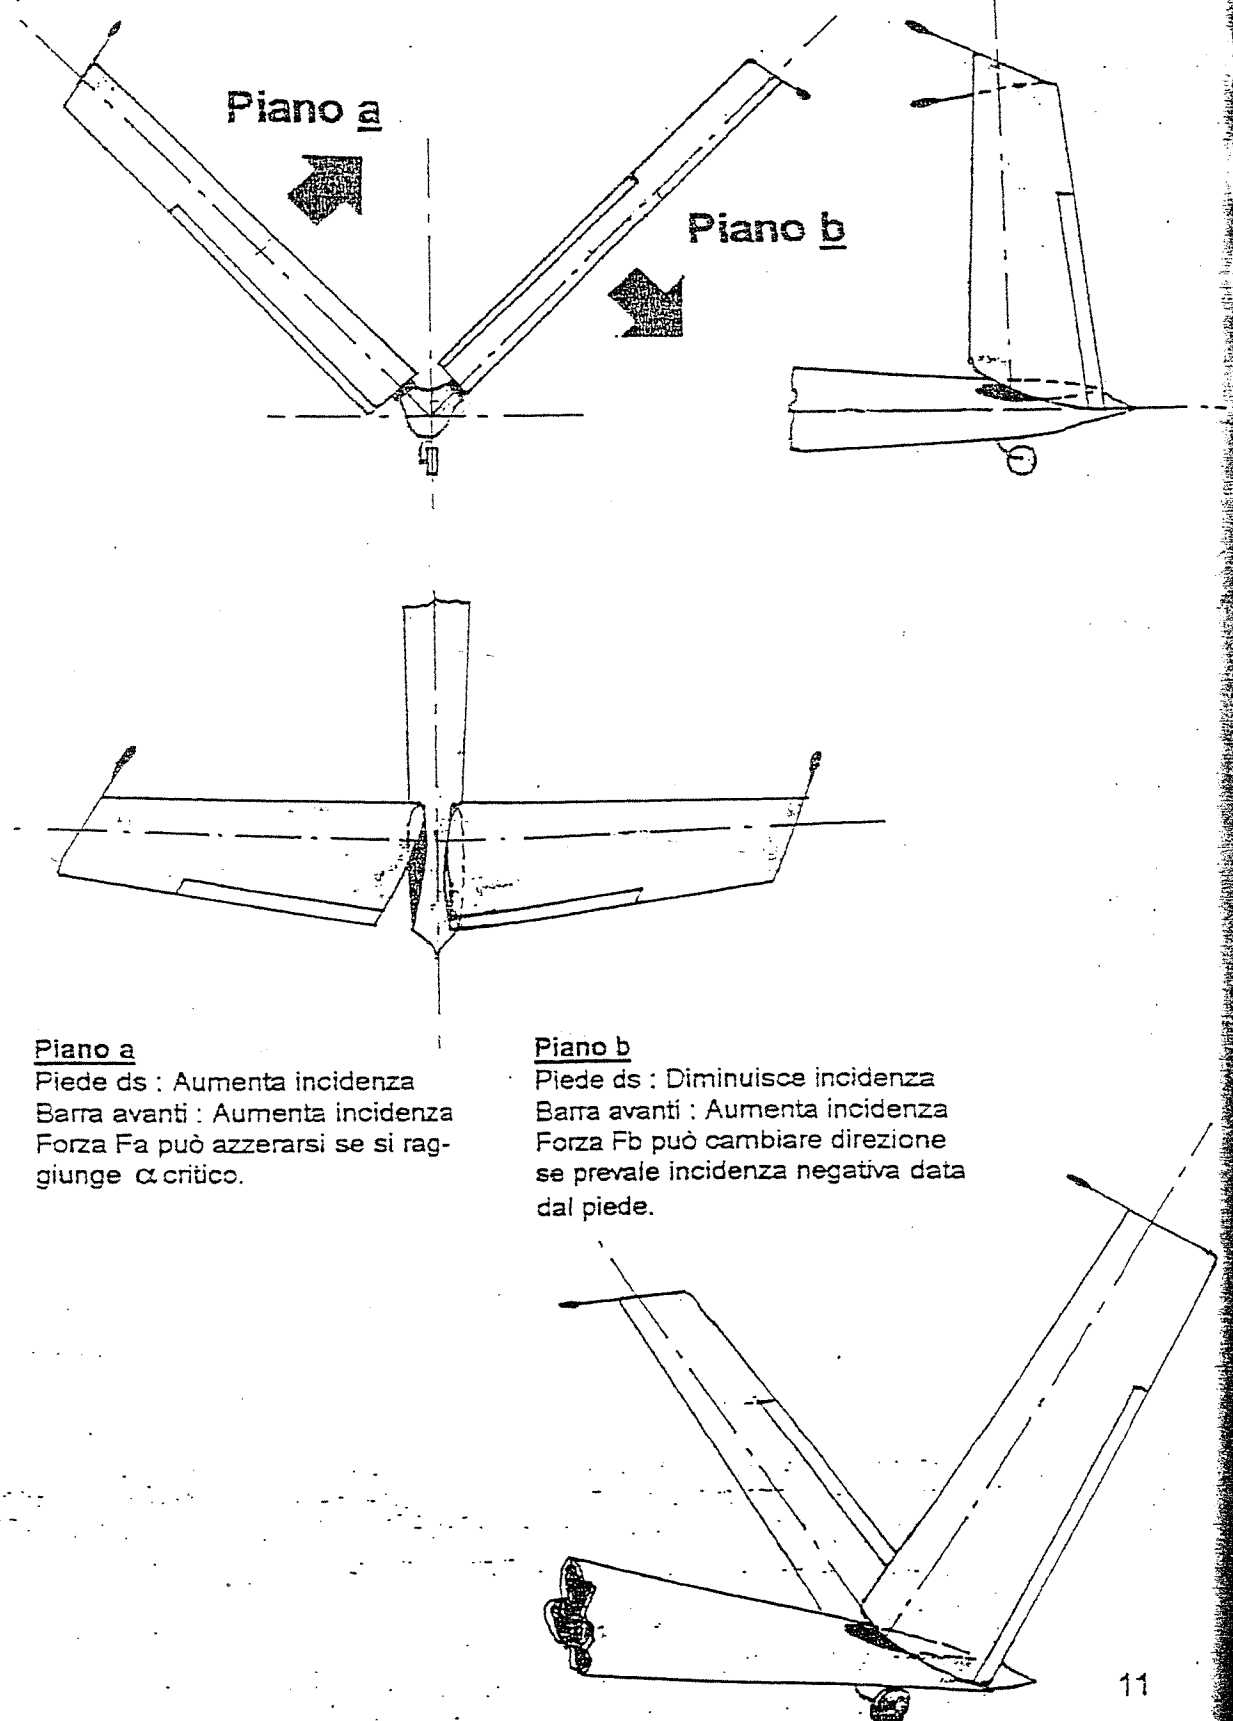 Piano a
Piano b
Piano a
Piede ds : Aumenta incidenza
Barra avanti : Aumenta incidenza
Forza Fa può azzerarsi se si rag-
giunge α critico.
Piano b
Piede ds : Diminuisce incidenza
Barra avanti : Aumenta incidenza
Forza Fb può cambiare direzione
se prevale incidenza negativa data
dal piede.
11